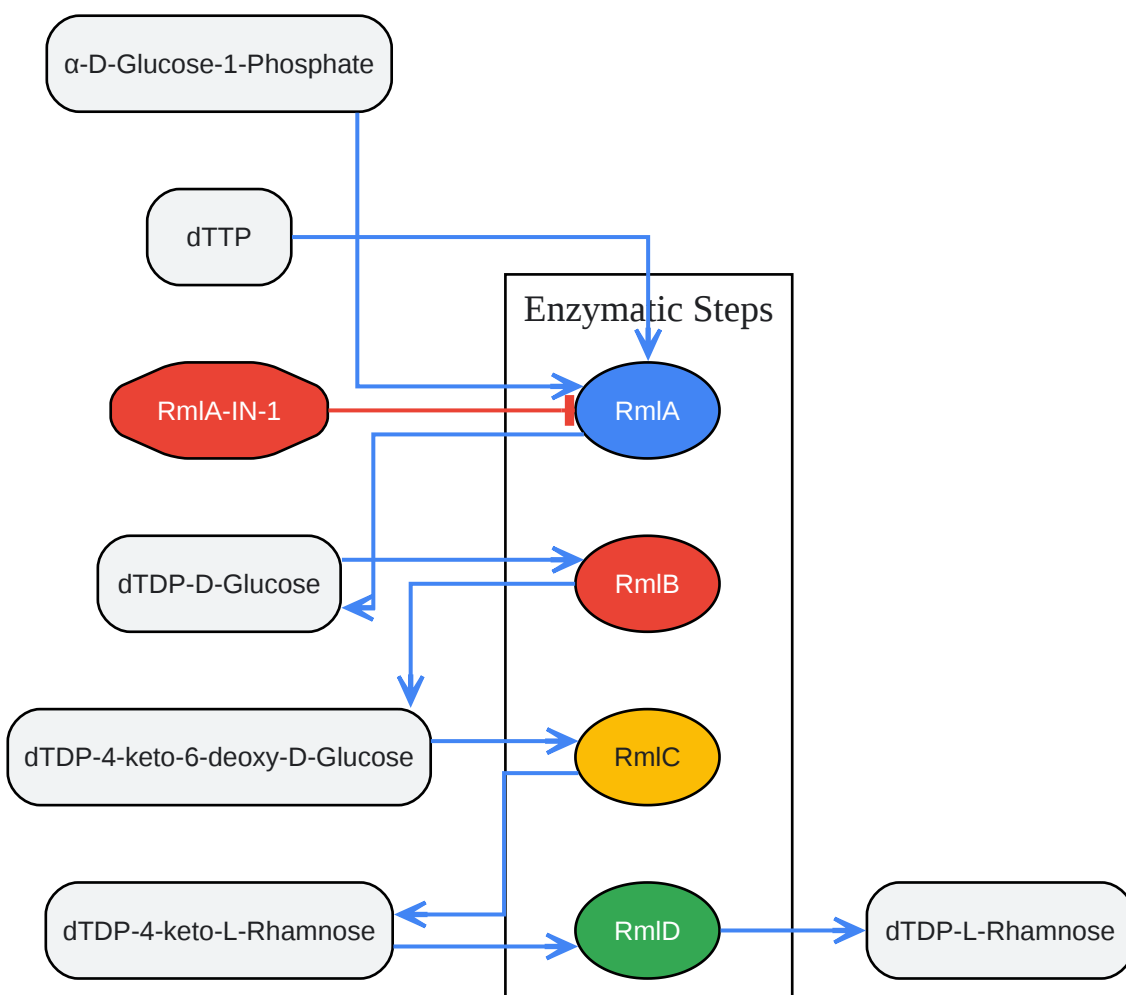 α-D-Glucose-1-Phosphate
dTTP
Enzymatic Steps
RmlA-IN-1
RmlA
dTDP-D-Glucose
RmlB
dTDP-4-keto-6-deoxy-D-Glucose
RmlC
dTDP-4-keto-L-Rhamnose
RmlD
dTDP-L-Rhamnose